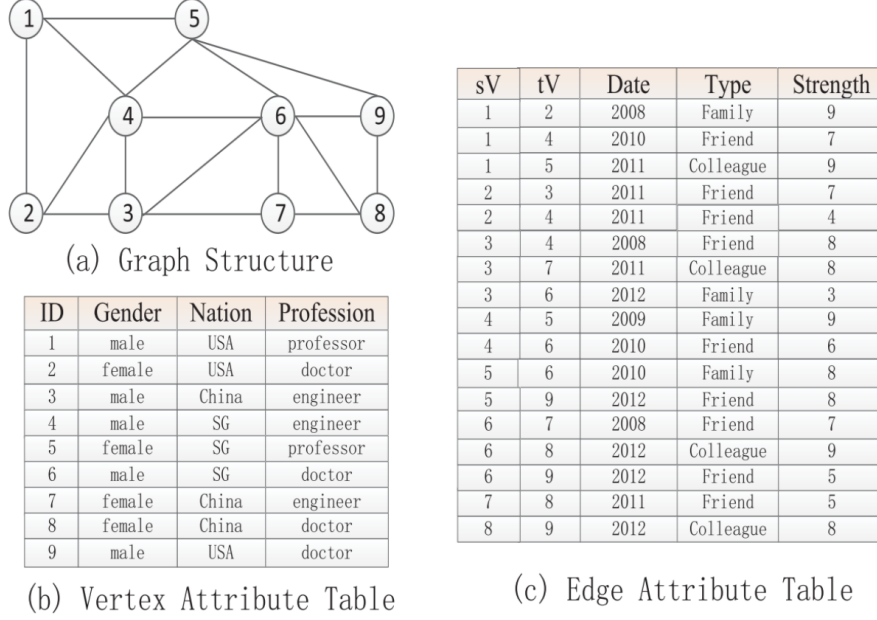 1 5
4 6 9
2 3 7 8
(a) Graph Structure
ID Gender Nation Profession
1 male USA professor
2 female USA doctor
3 male China engineer
4 male SG engineer
5 female SG professor
6 male SG doctor
7 female China engineer
8 female China doctor
9 male USA doctor
(b) Vertex Attribute Table
sV tV Date Type Strength
1 2 2008 Family 9
1 4 2010 Friend 7
1 5 2011 Colleague 9
2 3 2011 Friend 7
2 4 2011 Friend 4
3 4 2008 Friend 8
3 7 2011 Colleague 8
3 6 2012 Family 3
4 5 2009 Family 9
4 6 2010 Friend 6
5 6 2010 Family 8
5 9 2012 Friend 8
6 7 2008 Friend 7
6 8 2012 Colleague 9
6 9 2012 Friend 5
7 8 2011 Friend 5
8 9 2012 Colleague 8
(c) Edge Attribute Table